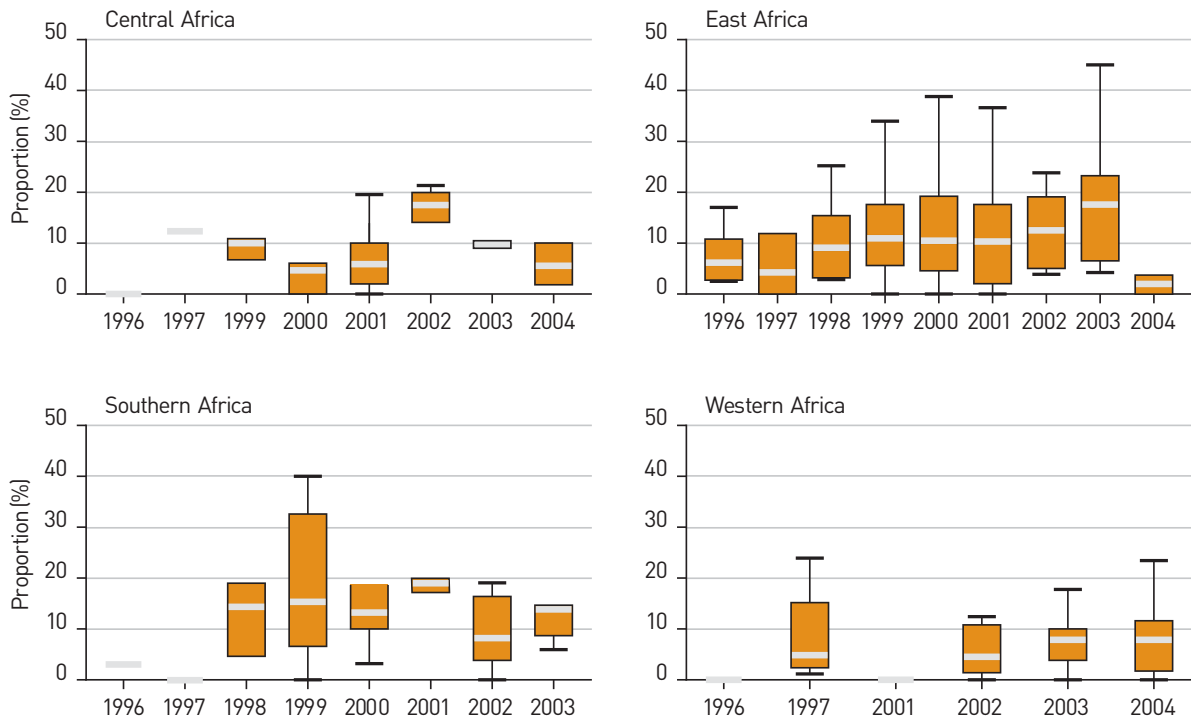 Central Africa
50
40
30
20
10
0
Proportion (%)
1996 1997 1999 2000 2001 2002 2003 2004
East Africa
50
40
30
20
10
0
1996 1997 1998 1999 2000 2001 2002 2003 2004
Southern Africa
50
40
30
20
10
0
Proportion (%)
1996 1997 1998 1999 2000 2001 2002 2003
Western Africa
50
40
30
20
10
0
1996 1997 2001 2002 2003 2004